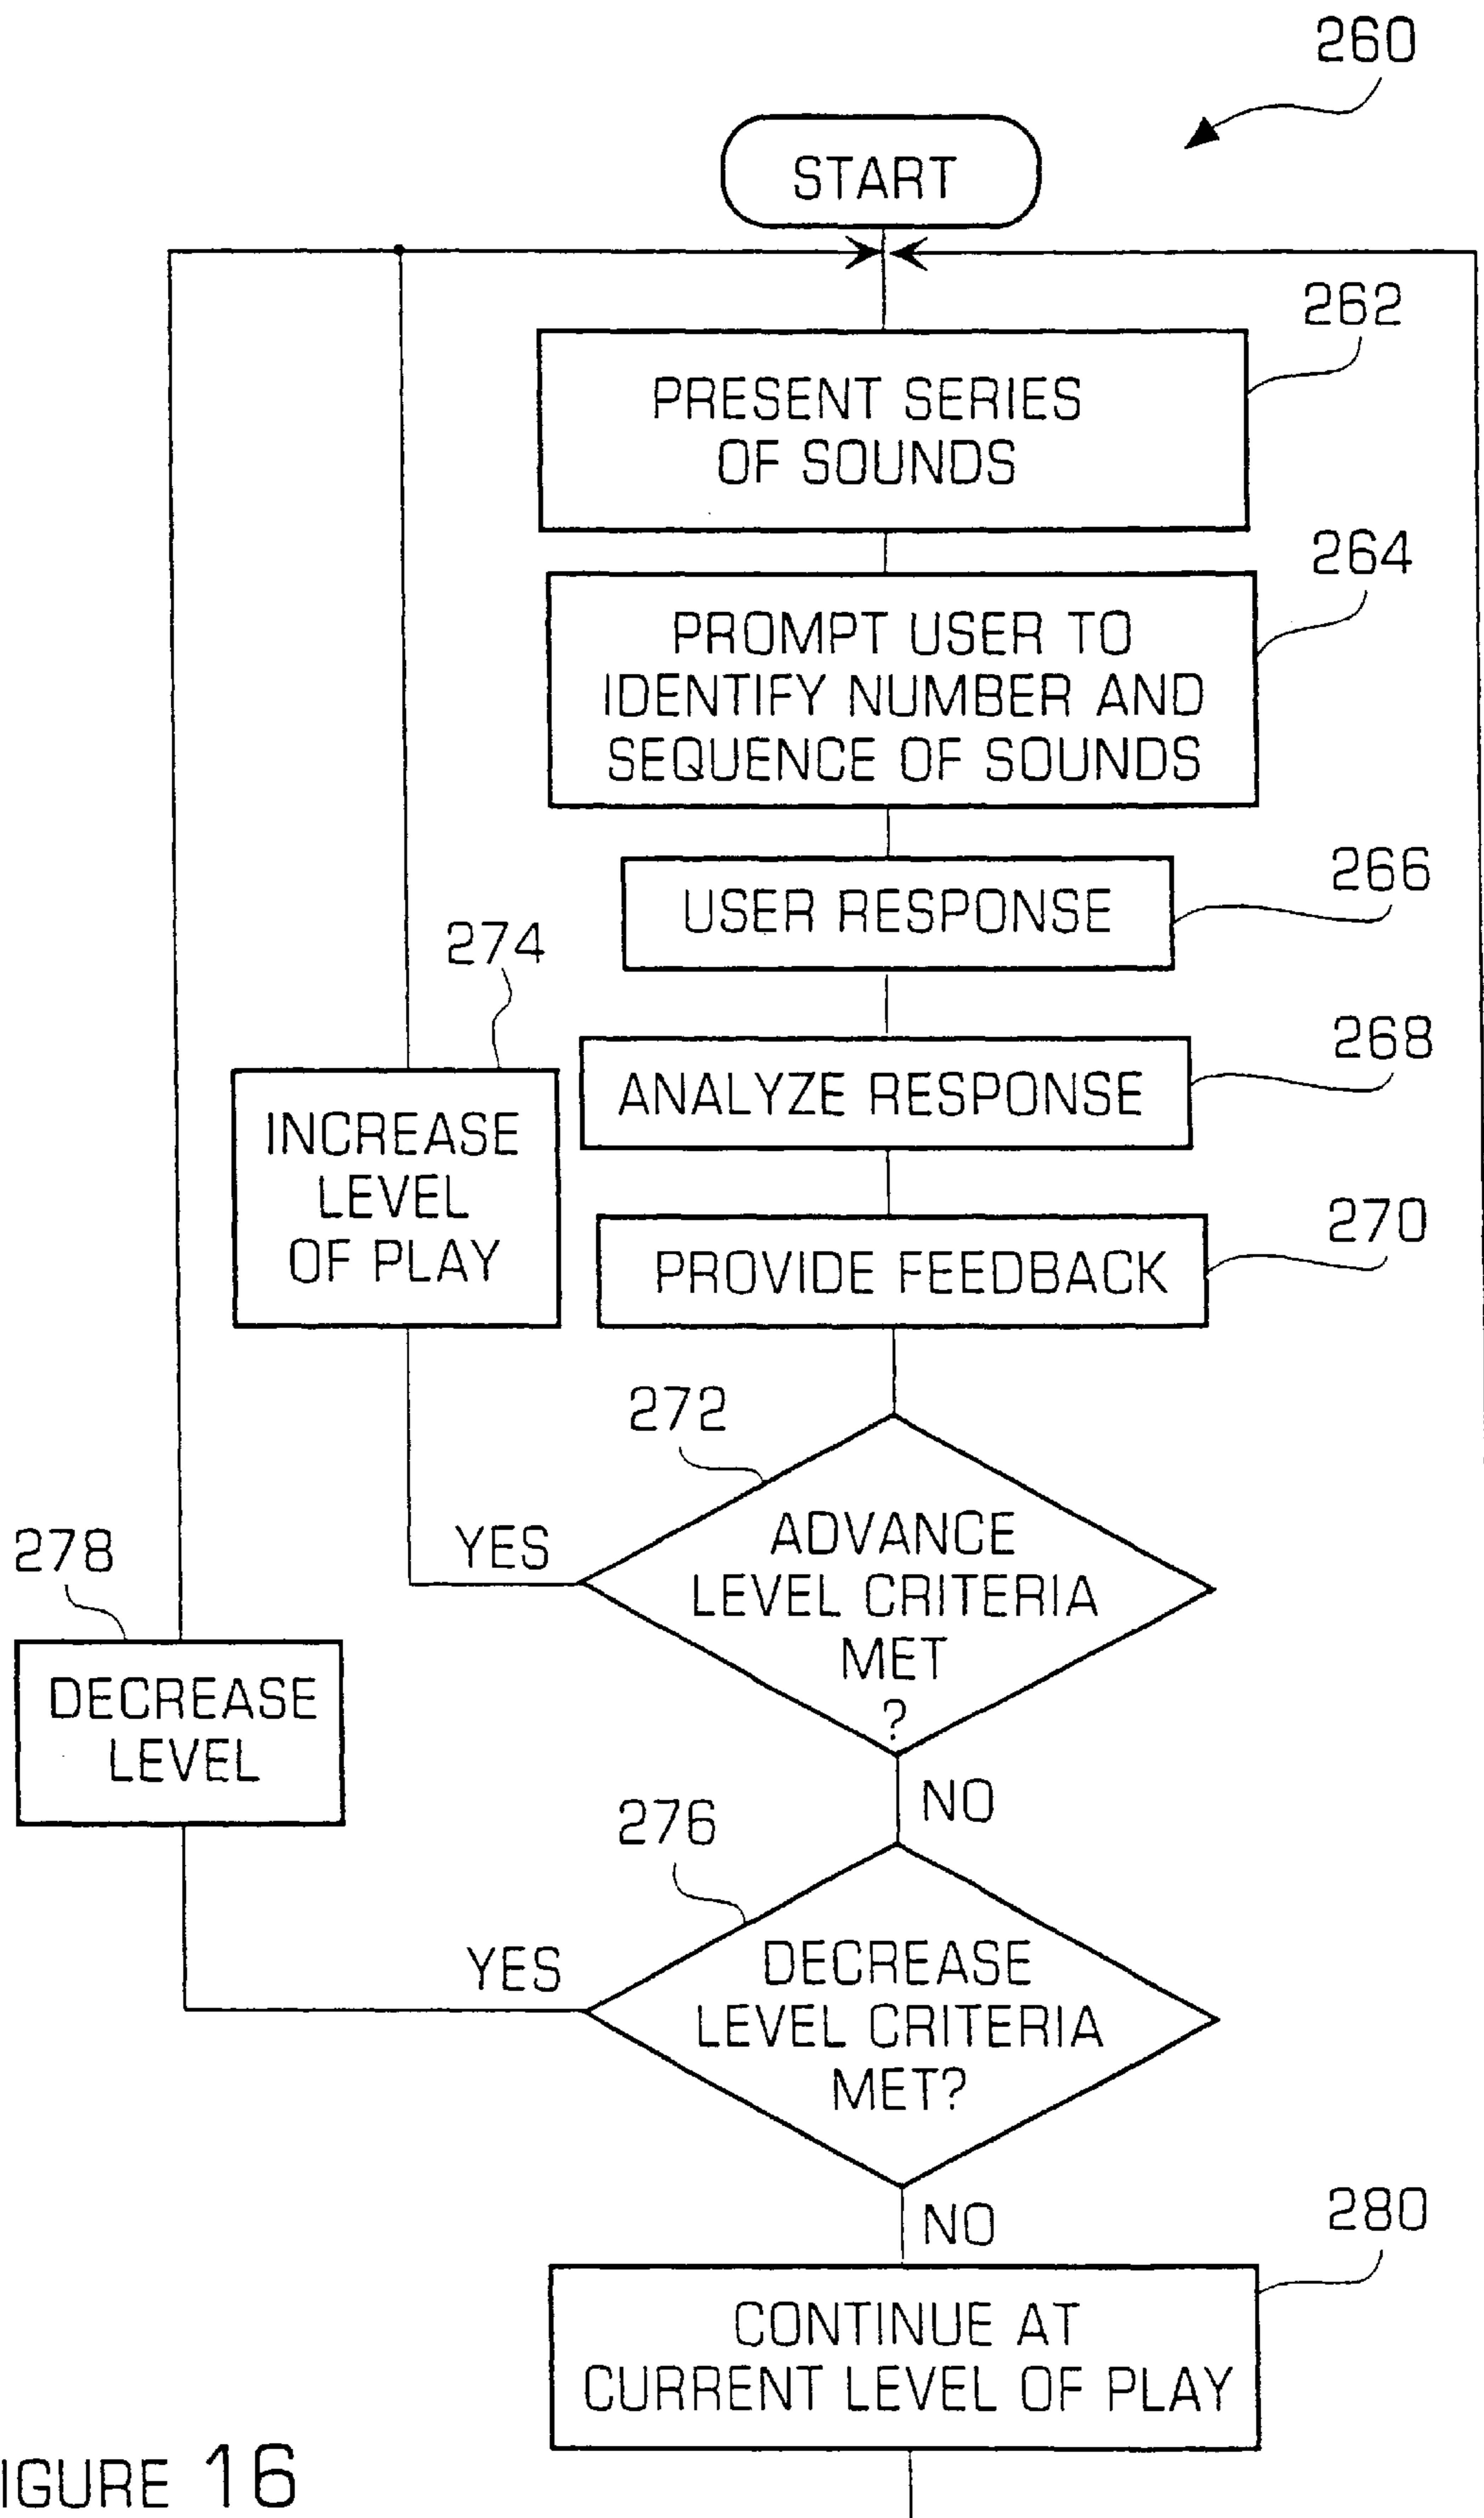 260
START
262
PRESENT SERIES
OF SOUNDS
264
PROMPT USER TO
IDENTIFY NUMBER AND
SEQUENCE OF SOUNDS
266
USER RESPONSE
274
268
ANALYZE RESPONSE
INCREASE
LEVEL
OF PLAY
270
PROVIDE FEEDBACK
272
YES
ADVANCE
LEVEL CRITERIA
MET
?
278
DECREASE
LEVEL
NO
276
YES
DECREASE
LEVEL CRITERIA
MET?
NO
280
CONTINUE AT
CURRENT LEVEL OF PLAY
IGURE 16